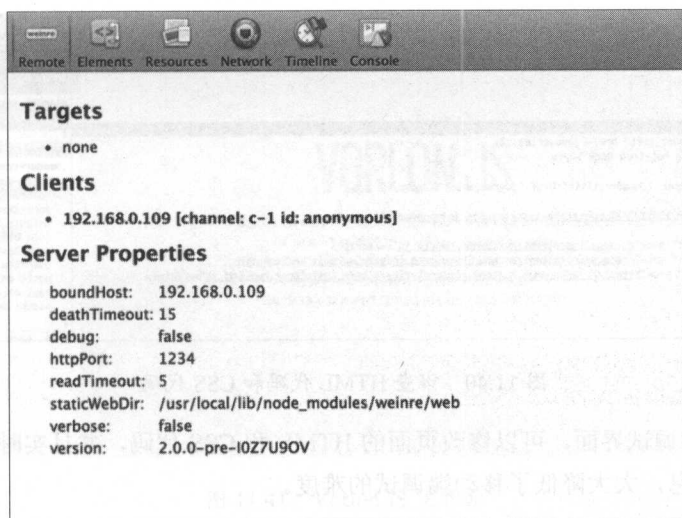 weinre
Remote Elements Resources Network Timeline Console
Targets
• none
Clients
• 192.168.0.109 [channel: c-1 id: anonymous]
Server Properties
boundHost: 192.168.0.109
deathTimeout: 15
debug: false
httpPort: 1234
readTimeout: 5
staticWebDir: /usr/local/lib/node_modules/weinre/web
verbose: false
version: 2.0.0-pre-I0Z7U9OV